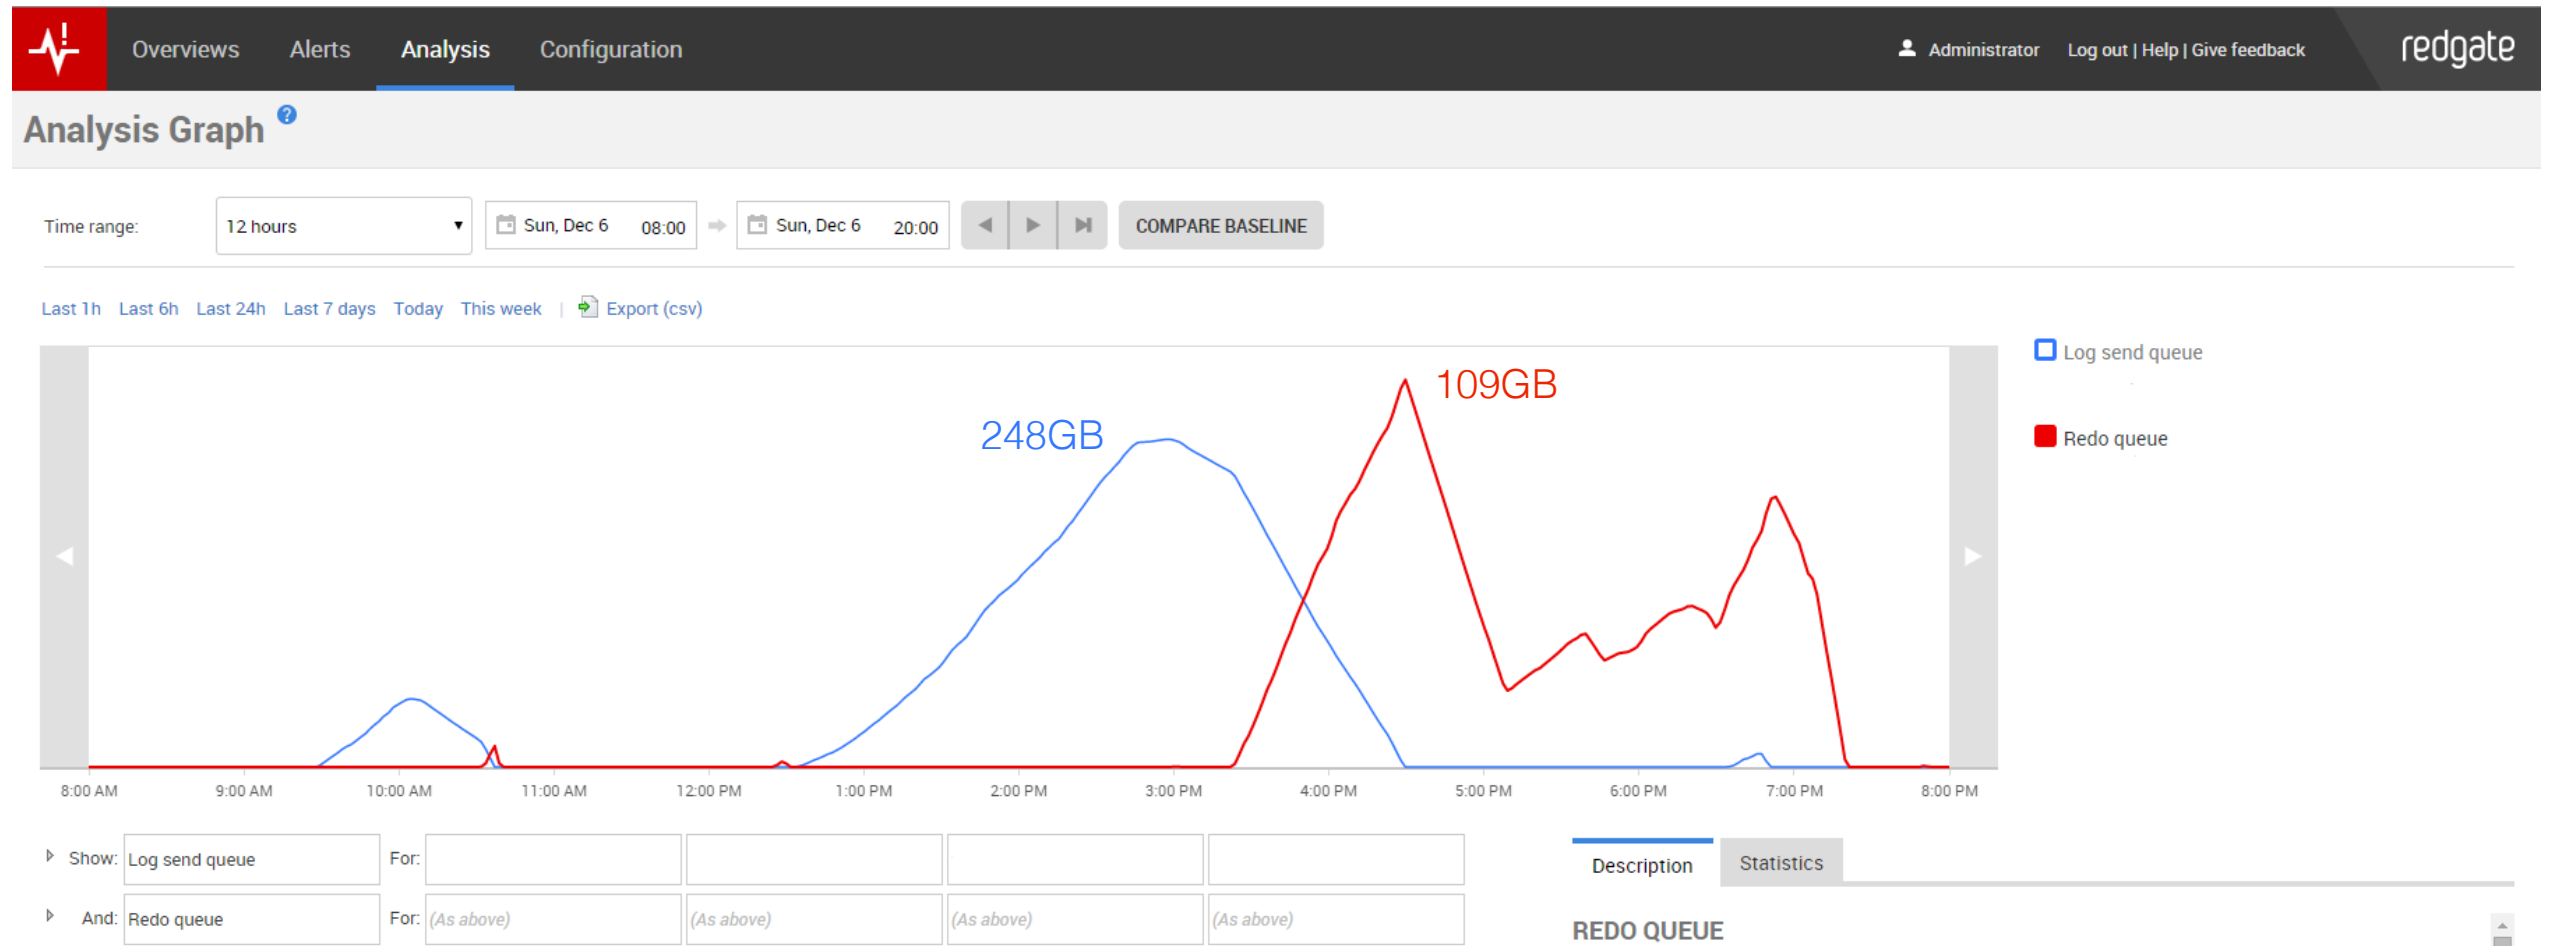 Overviews Alerts Analysis Configuration Administrator Log out | Help | Give feedback redgate
Analysis Graph ?
Time range: 12 hours Sun, Dec 6 08:00 Sun, Dec 6 20:00 COMPARE BASELINE
Last 1h Last 6h Last 24h Last 7 days Today This week | Export (csv)
Log send queue
109GB
248GB
Redo queue
8:00 AM 9:00 AM 10:00 AM 11:00 AM 12:00 PM 1:00 PM 2:00 PM 3:00 PM 4:00 PM 5:00 PM 6:00 PM 7:00 PM 8:00 PM
Show: Log send queue For:
Description Statistics
And: Redo queue For: (As above) (As above) (As above) (As above)
REDO QUEUE